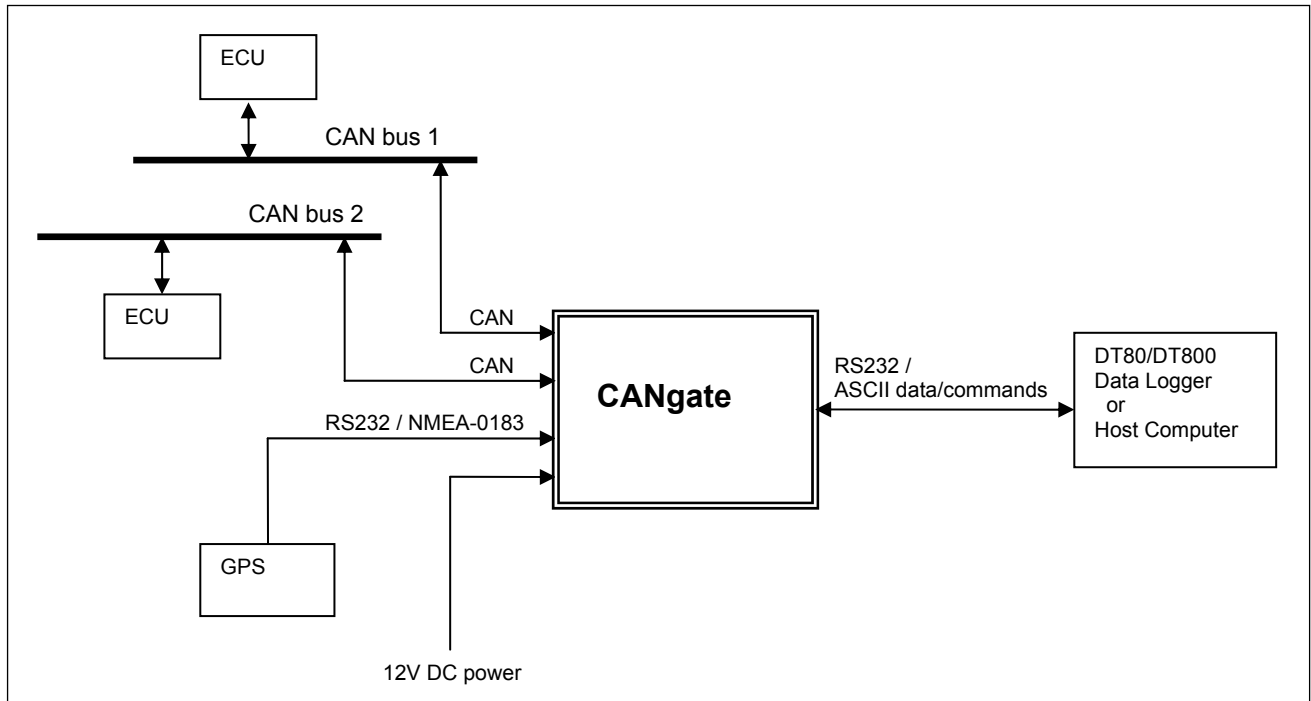 ECU
CAN bus 1
CAN bus 2
ECU
CAN
CAN
RS232 / NMEA-0183
CANgate
RS232 /
ASCII data/commands
DT80/DT800
Data Logger
or
Host Computer
GPS
12V DC power